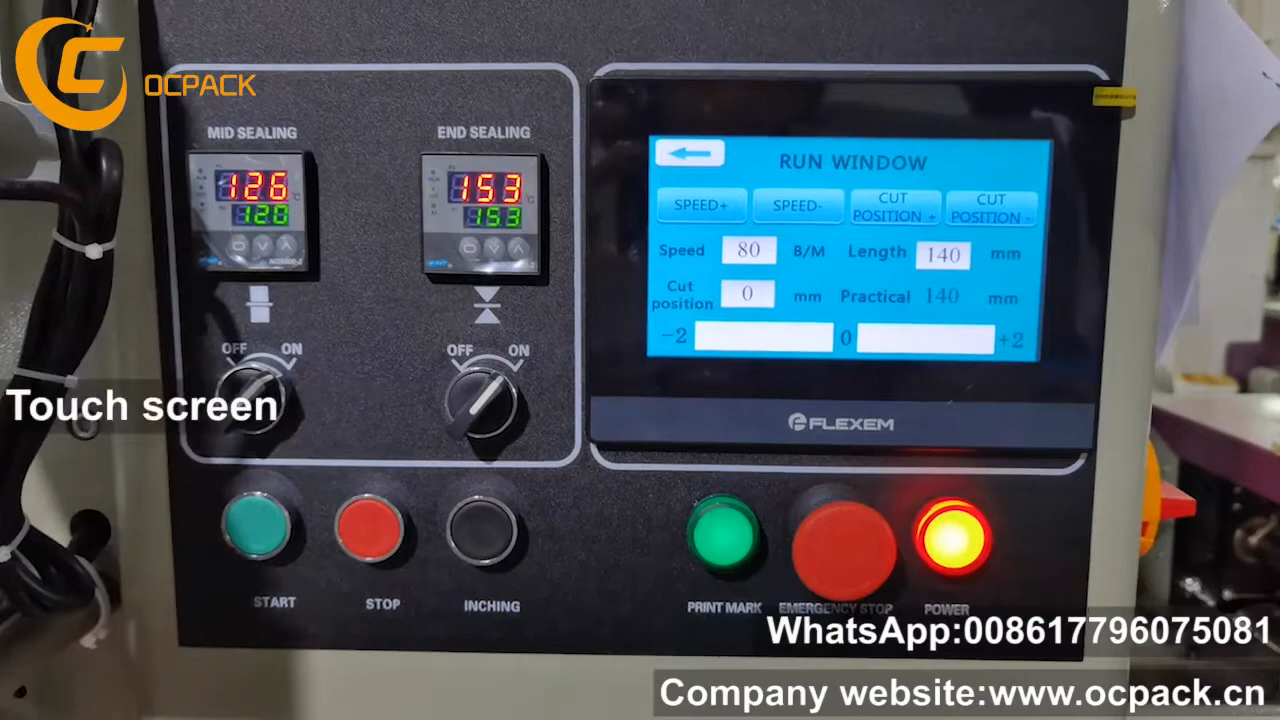 OCPACK
MID SEALING
END SEALING
126
120
°C
153
153
OFF
ON
OFF
ON
RUN WINDOW
SPEED+
SPEED-
CUT POSITION +
CUT POSITION -
Speed 80 B/M
Length 140 mm
Cut position 0 mm
Practical 140 mm
-2
0
+2
FLEXEM
Touch screen
START
STOP
INCHING
PRINT MARK
EMERGENCY STOP
POWER
WhatsApp:008617796075081
Company website:www.ocpack.cn